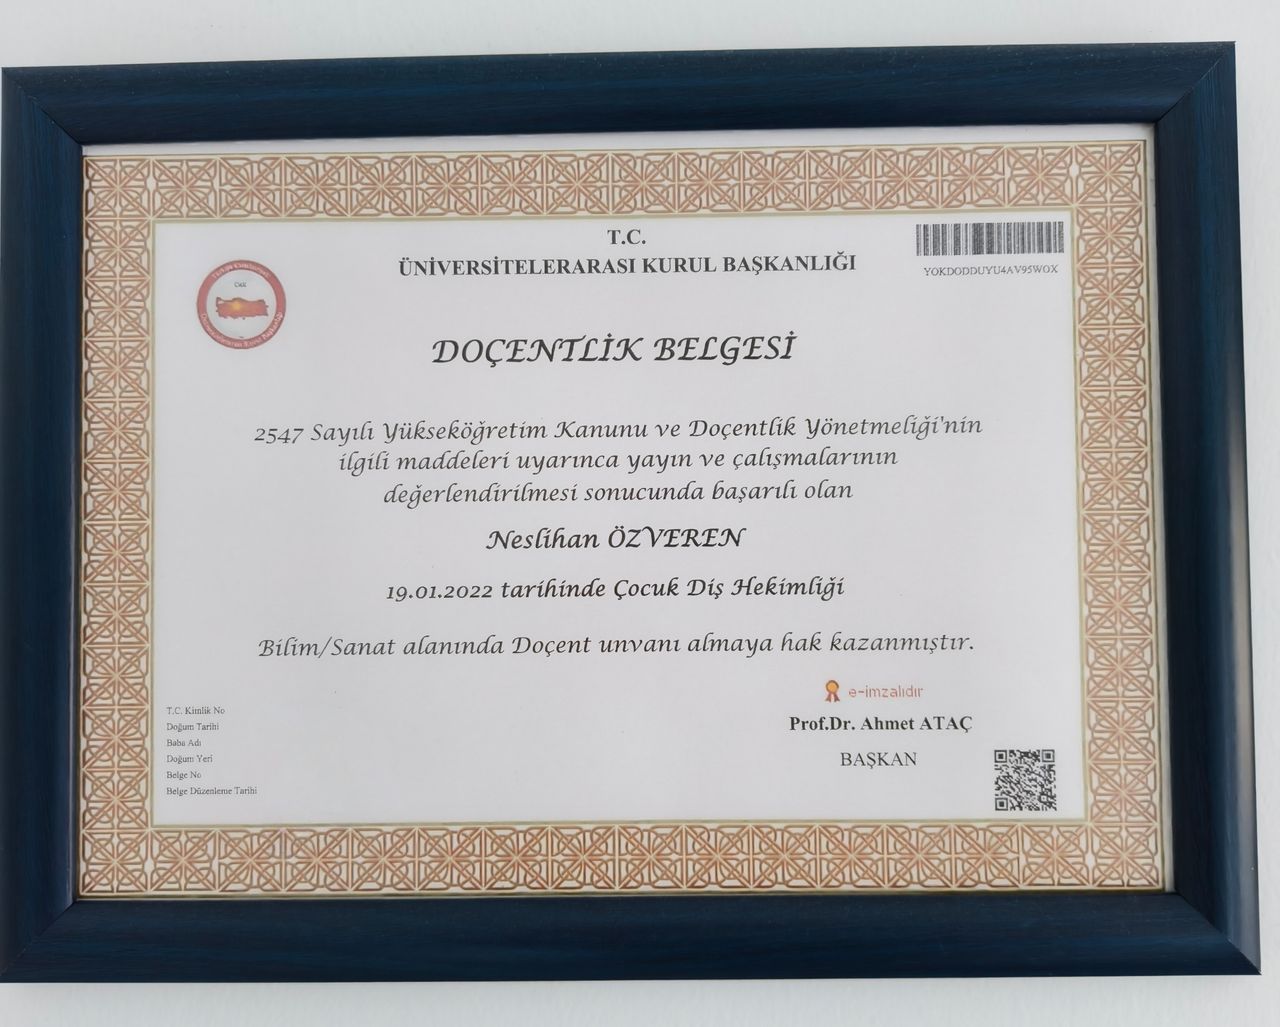 T.C.
ÜNİVERSİTELERARASI KURUL BAŞKANLIĞI
YOKDODDUYU4AV95WOX
DOÇENTLİK BELGESİ
2547 Sayılı Yükseköğretim Kanunu ve Doçentlik Yönetmeliği'nin
ilgili maddeleri uyarınca yayın ve çalışmalarının
değerlendirilmesi sonucunda başarılı olan
Neslihan ÖZVEREN
19.01.2022 tarihinde Çocuk Diş Hekimliği
Bilim/Sanat alanında Doçent unvanı almaya hak kazanmıştır.
e-imzalıdır
Prof.Dr. Ahmet ATAÇ
BAŞKAN
T.C. Kimlik No
Doğum Tarihi
Baba Adı
Doğum Yeri
Belge No
Belge Düzenleme Tarihi